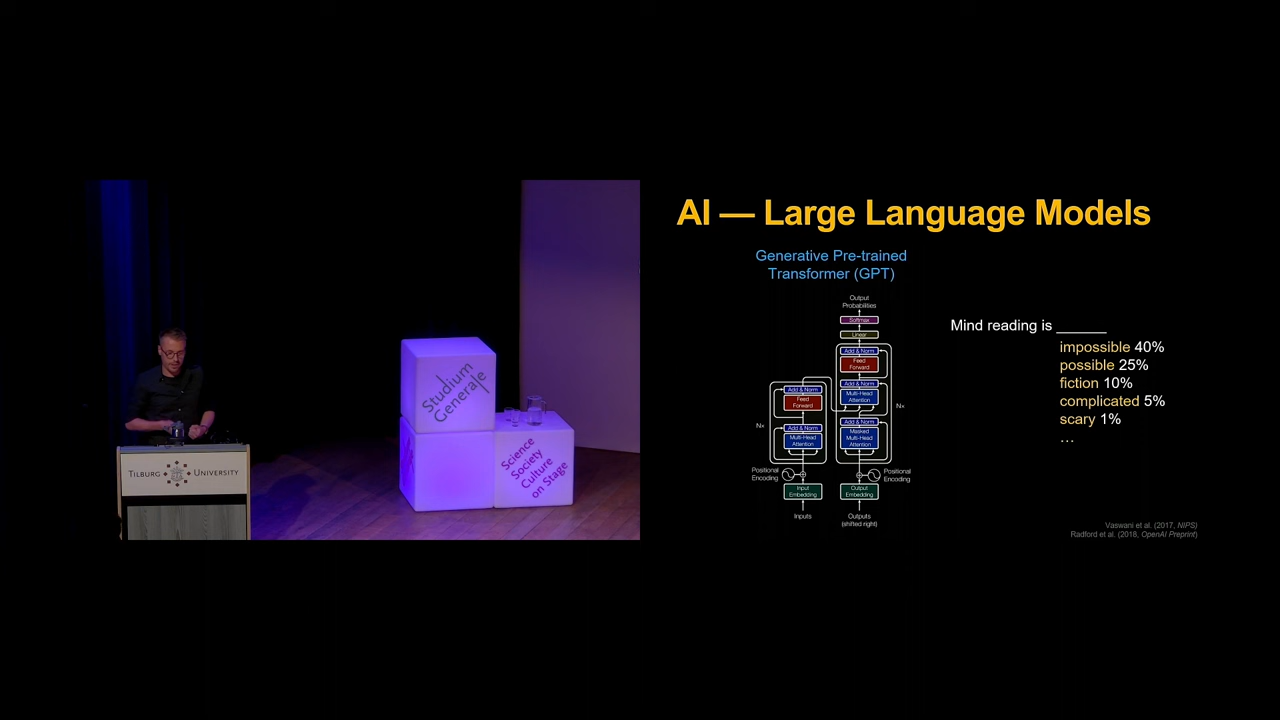 TILBURG UNIVERSITY
Studium
Generale
Science
Society
Culture
on Stage
AI — Large Language Models
Generative Pre-trained
Transformer (GPT)
Output
Probabilities
Softmax
Linear
Add & Norm
Feed
Forward
Add & Norm
Multi-Head
Attention
Add & Norm
Masked
Multi-Head
Attention
N×
Positional
Encoding
Output
Embedding
Outputs
(shifted right)
Add & Norm
Feed
Forward
Add & Norm
Multi-Head
Attention
N×
Positional
Encoding
Input
Embedding
Inputs
Mind reading is ______
impossible 40%
possible 25%
fiction 10%
complicated 5%
scary 1%
…
Vaswani et al. (2017, NIPS)
Radford et al. (2018, OpenAI Preprint)